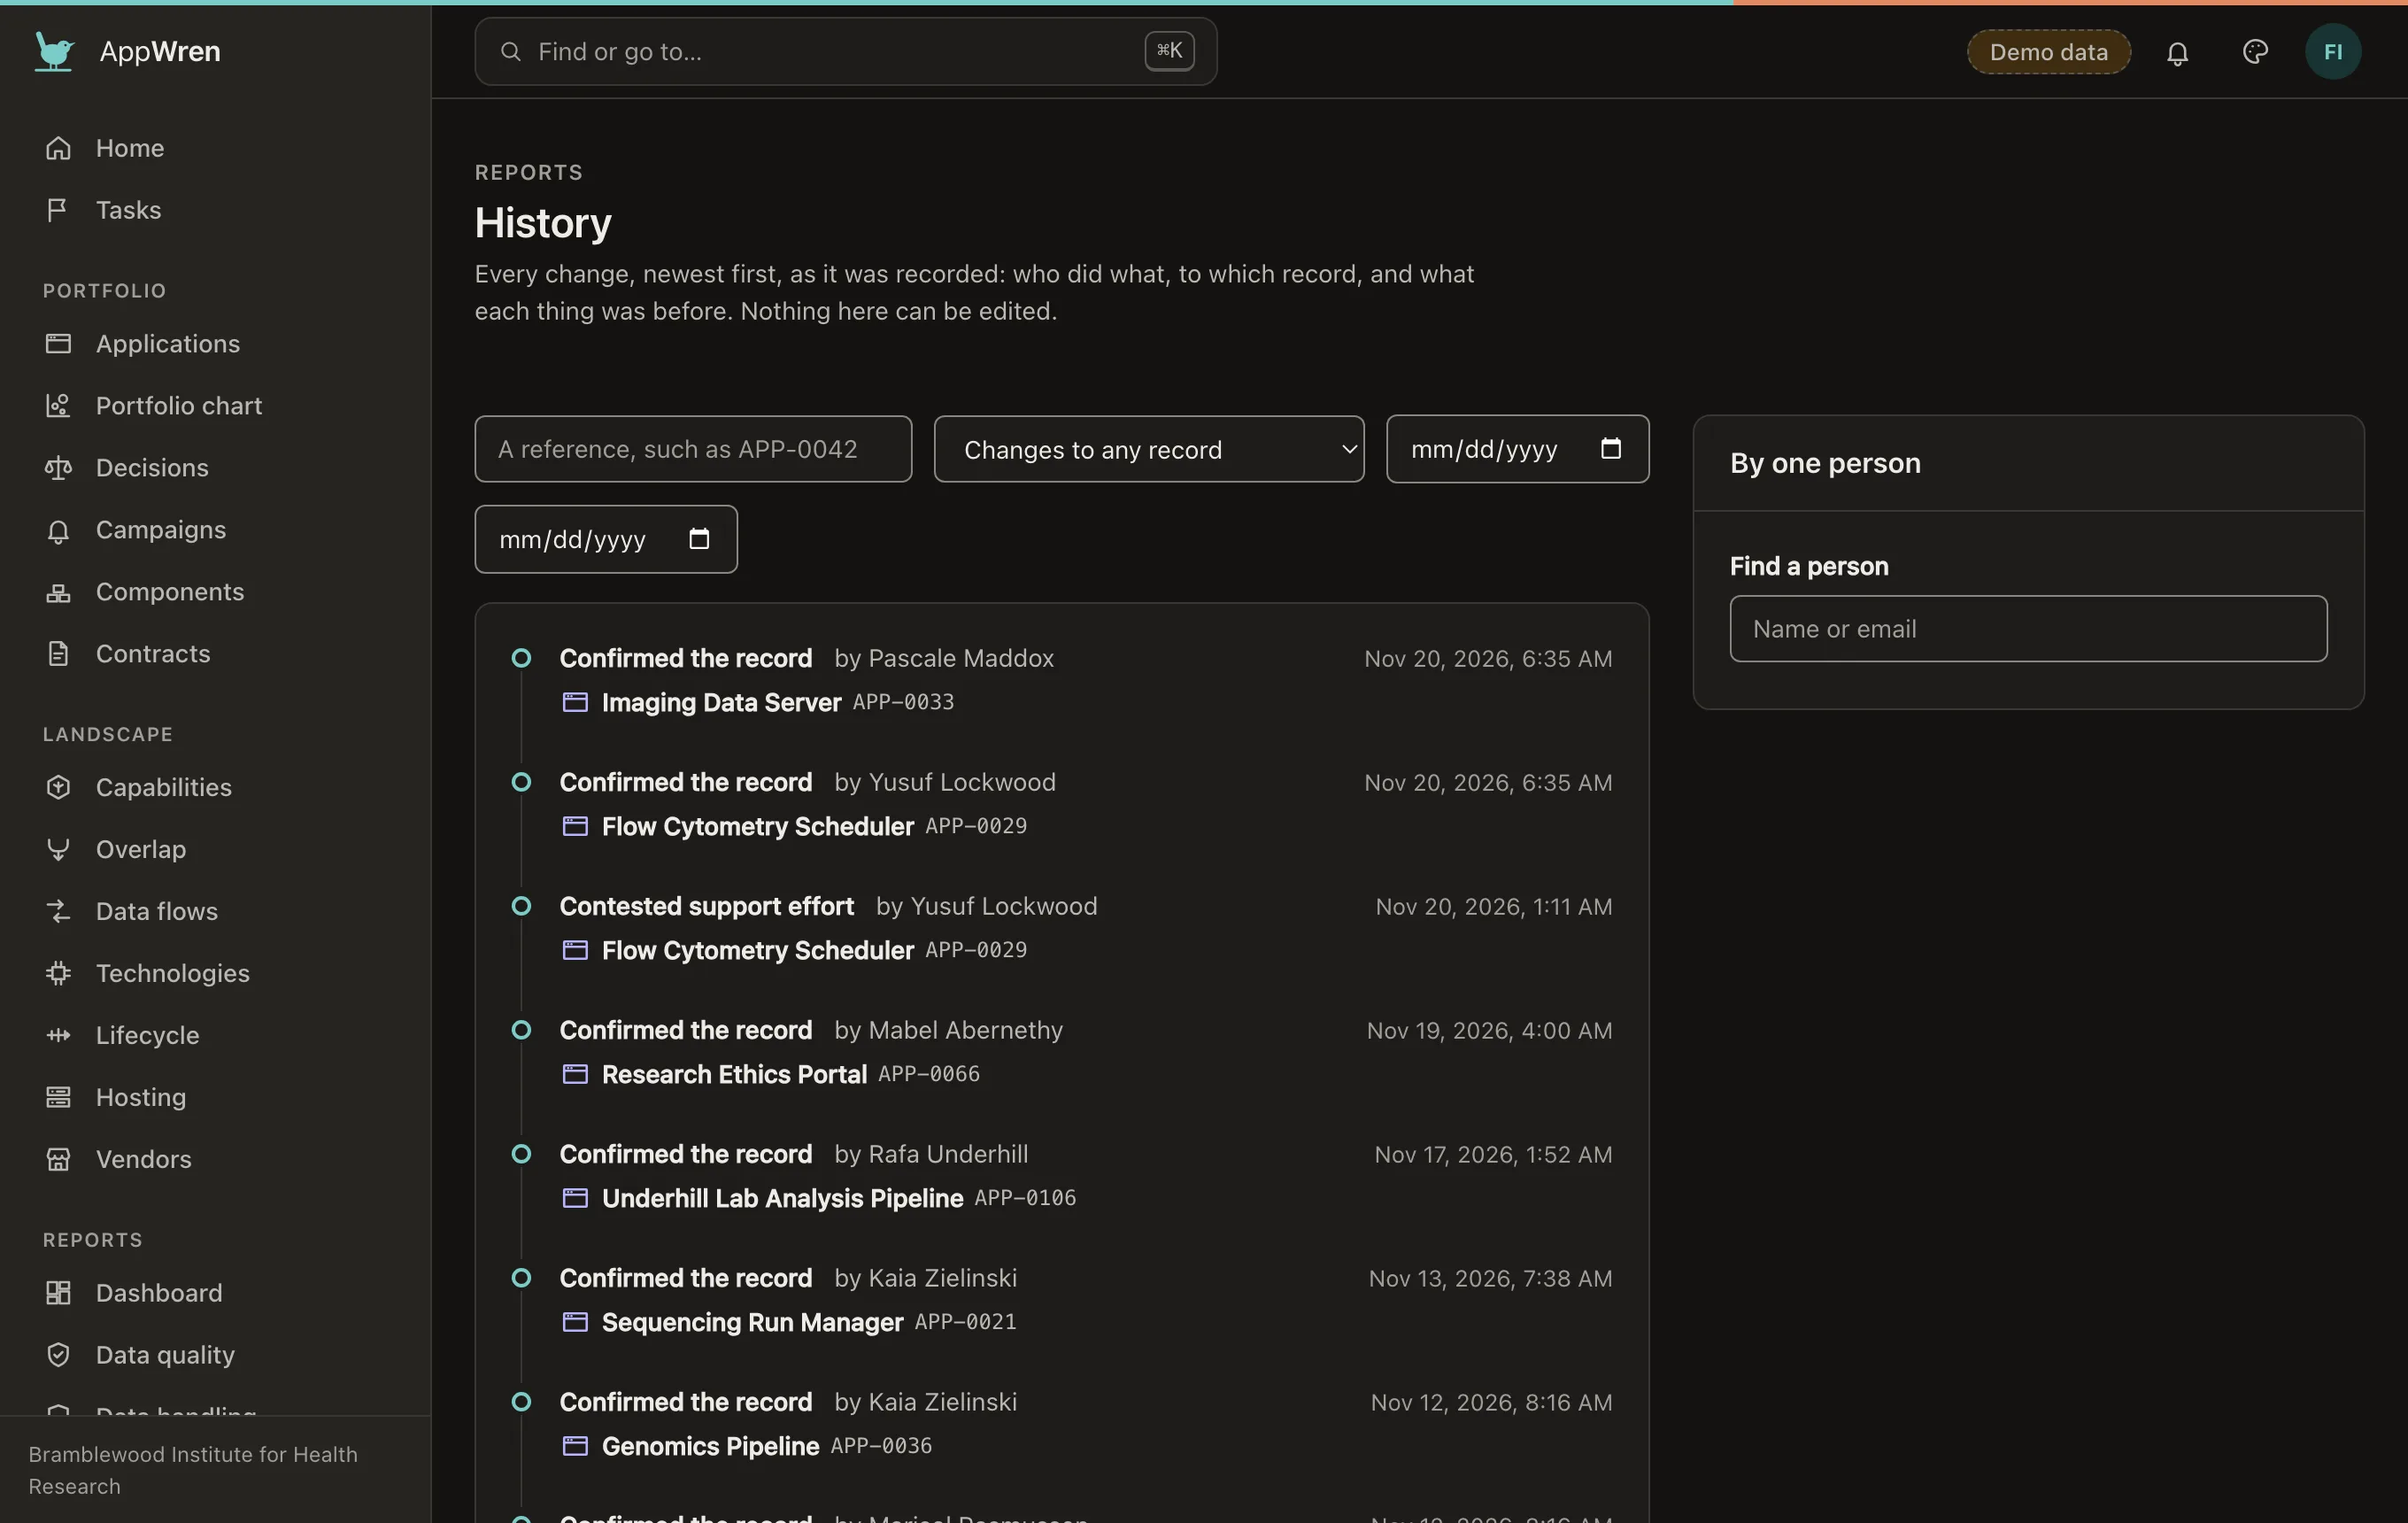 AppWren
Find or go to...
⌘K
Demo data
FI
Home
Tasks
PORTFOLIO
Applications
Portfolio chart
Decisions
Campaigns
Components
Contracts
LANDSCAPE
Capabilities
Overlap
Data flows
Technologies
Lifecycle
Hosting
Vendors
REPORTS
Dashboard
Data quality
Data handling
Bramblewood Institute for Health
Research
REPORTS
History
Every change, newest first, as it was recorded: who did what, to which record, and what
each thing was before. Nothing here can be edited.
A reference, such as APP-0042
Changes to any record
mm/dd/yyyy
mm/dd/yyyy
Confirmed the record by Pascale Maddox Nov 20, 2026, 6:35 AM
Imaging Data Server APP-0033
Confirmed the record by Yusuf Lockwood Nov 20, 2026, 6:35 AM
Flow Cytometry Scheduler APP-0029
Contested support effort by Yusuf Lockwood Nov 20, 2026, 1:11 AM
Flow Cytometry Scheduler APP-0029
Confirmed the record by Mabel Abernethy Nov 19, 2026, 4:00 AM
Research Ethics Portal APP-0066
Confirmed the record by Rafa Underhill Nov 17, 2026, 1:52 AM
Underhill Lab Analysis Pipeline APP-0106
Confirmed the record by Kaia Zielinski Nov 13, 2026, 7:38 AM
Sequencing Run Manager APP-0021
Confirmed the record by Kaia Zielinski Nov 12, 2026, 8:16 AM
Genomics Pipeline APP-0036
Confirmed the record by
By one person
Find a person
Name or email